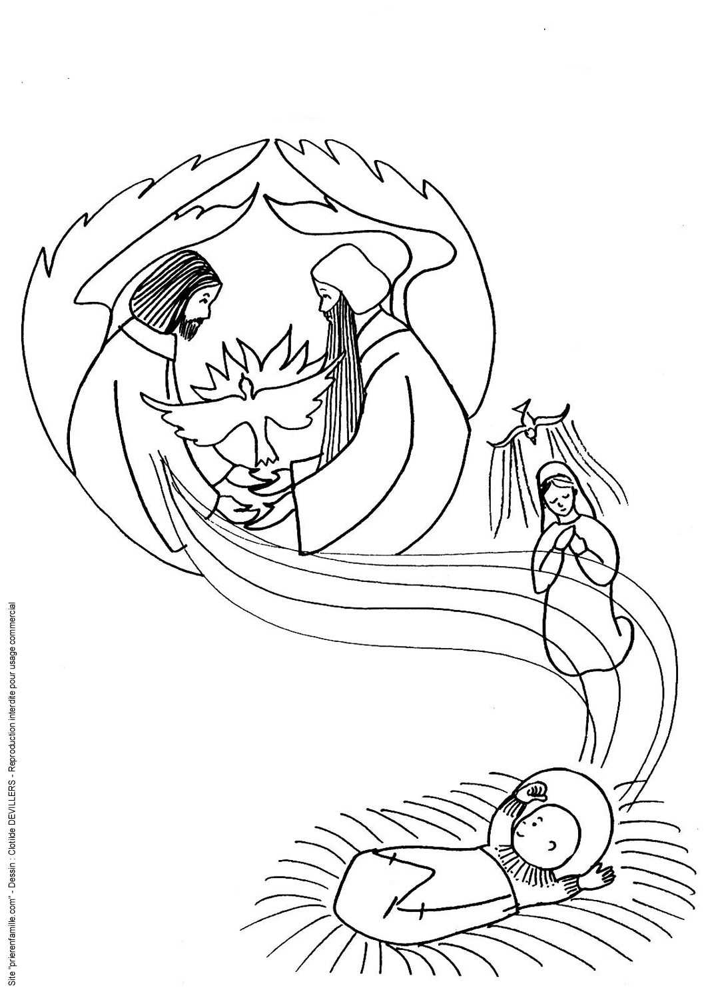 Site "prierenfamille.com" - Dessin : Clotilde DEVILLERS - Reproduction interdite pour usage commercial